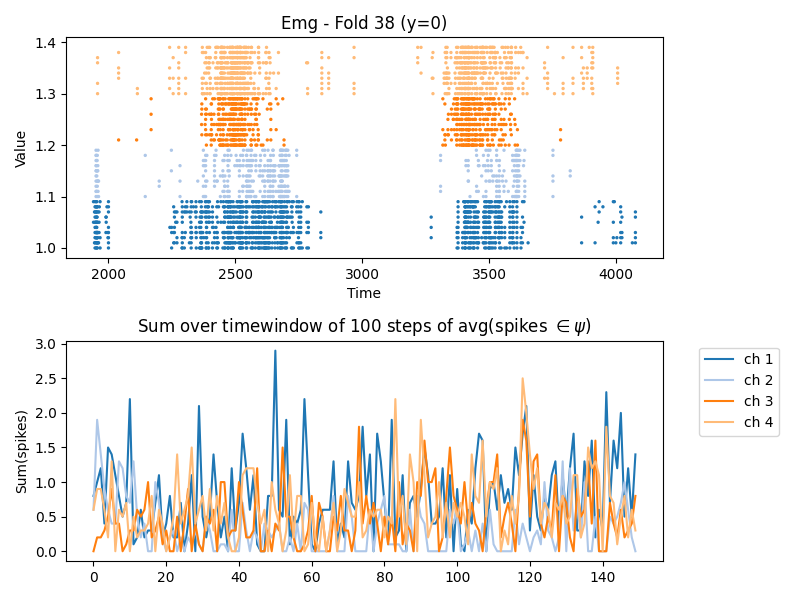 Emg - Fold 38 (y=0)
1.4
1.3
1.2
1.1
1.0
Value
2000 2500 3000 3500 4000
Time
Sum over timewindow of 100 steps of avg(spikes ∈ψ)
3.0
2.5
2.0
1.5
1.0
0.5
0.0
Sum(spikes)
0 20 40 60 80 100 120 140
ch 1
ch 2
ch 3
ch 4